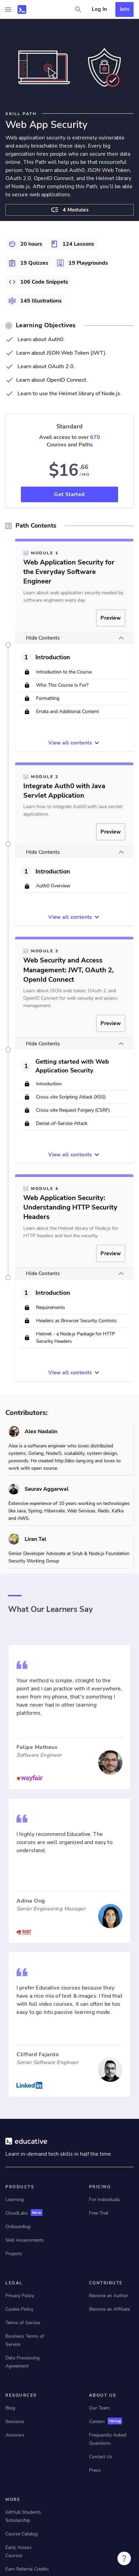 Log In
Join
SKILL PATH
Web App Security
Web application security is extremely vulnerable
and easily breached these days. Every big
organization hires people who can secure their sites.
This Path will help you to be that resourceful
employee. You'll learn about Auth0, JSON Web Token,
OAuth 2.0, OpenID Connect, and the Helmet library in
Node.js. After completing this Path, you'll be able
to secure web applications.
4 Modules
20 hours
124 Lessons
19 Quizzes
19 Playgrounds
106 Code Snippets
145 Illustrations
Learning Objectives
Learn about Auth0.
Learn about JSON Web Token (JWT).
Learn about OAuth 2.0.
Learn about OpenID Connect.
Learn to use the Helmet library of Node.js.
Standard
Avail access to over 670
Courses and Paths
$16.66
/ MO
Get Started
Path Contents
MODULE 1
Web Application Security for
the Everyday Software
Engineer
Learn about web application security needed by
software engineers every day.
Preview
Hide Contents
1 Introduction
Introduction to the Course
Who This Course Is For?
Formatting
Errata and Additional Content
View all contents
MODULE 2
Integrate Auth0 with Java
Servlet Application
Learn how to integrate Auth0 with Java servlet
applications.
Preview
Hide Contents
1 Introduction
Auth0 Overview
View all contents
MODULE 3
Web Security and Access
Management: JWT, OAuth 2,
OpenId Connect
Learn about JSON web token, OAuth 2, and
OpenID Connect for web security and access
management.
Preview
Hide Contents
1 Getting started with Web
Application Security
Introduction
Cross-site Scripting Attack (XSS)
Cross-site Request Forgery (CSRF)
Denial-of-Service Attack
View all contents
MODULE 4
Web Application Security:
Understanding HTTP Security
Headers
Learn about the Helmet library of Node.js for
HTTP headers and feel the security.
Preview
Hide Contents
1 Introduction
Requirements
Headers as Browser Security Controls
Helmet - a Node.js Package for HTTP
Security Headers
View all contents
Contributors:
Alex Nadalin
Alex is a software engineer who loves distributed
systems, Golang, NodeJS, scalability, system design,
javascript. He created http://abs-lang.org and loves to
work with open source.
Saurav Aggarwal
Extensive experience of 10 years working on technologies
like Java, Spring, Hibernate, Web Services, Redis, Kafka
and AWS.
Liran Tal
Senior Developer Advocate at Snyk & Node.js Foundation
Security Working Group
What Our Learners Say
Your method is simple, straight to the
point and I can practice with it everywhere,
even from my phone, that's something I
have never had in other learning
platforms.
Felipe Matheus
Software Engineer
wayfair
I highly recommend Educative. The
courses are well organized and easy to
understand.
Adina Ong
Senior Engineering Manager
I prefer Educative courses because they
have a nice mix of text & images. I find that
with full video courses, it can often be too
easy to go into passive learning mode.
Clifford Fajardo
Senior Software Engineer
Linkedin
educative
Learn in-demand tech skills in half the time
PRODUCTS
Learning
CloudLabs New
Onboarding
Skill Assessments
Projects
PRICING
For Individuals
Free Trial
LEGAL
Privacy Policy
Cookie Policy
Terms of Service
Business Terms of
Service
Data Processing
Agreement
CONTRIBUTE
Become an Author
Become an Affiliate
RESOURCES
Blog
Sessions
Answers
ABOUT US
Our Team
Careers Hiring
Frequently Asked
Questions
Contact Us
Press
MORE
GitHub Students
Scholarship
Course Catalog
Early Access
Courses
Earn Referral Credits
?